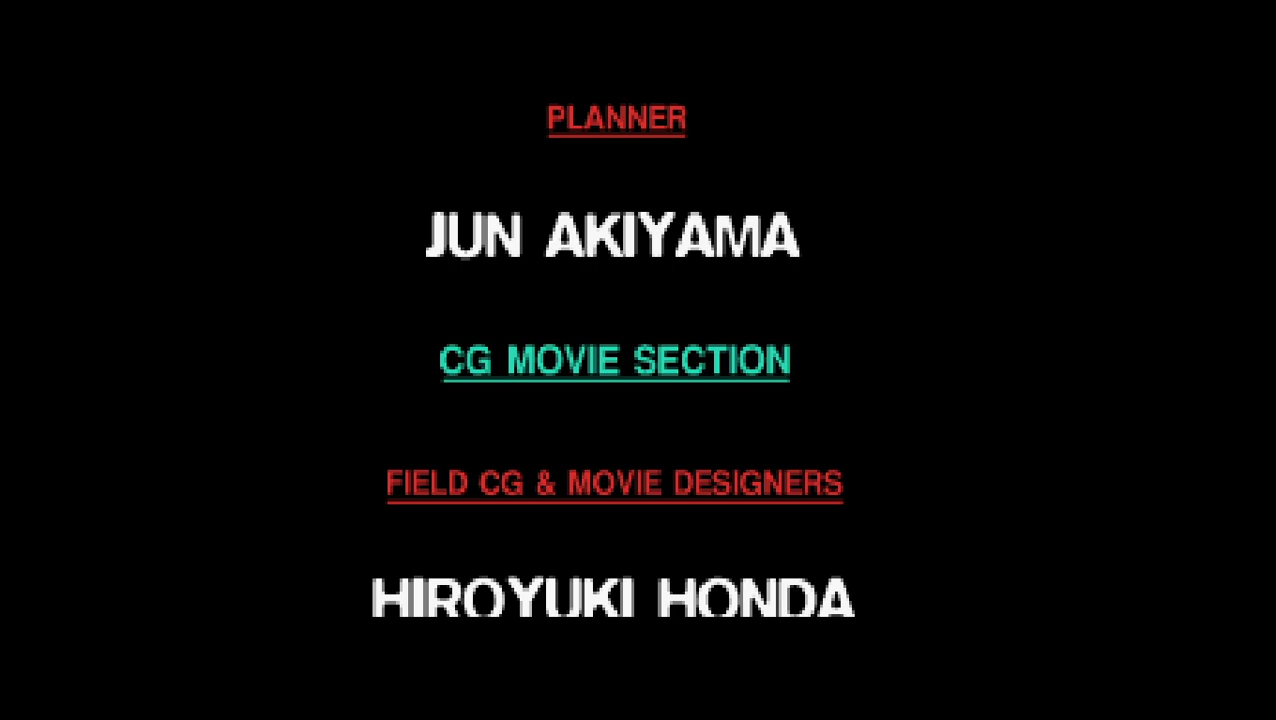 PLANNER
JUN AKIYAMA
CG MOVIE SECTION
FIELD CG & MOVIE DESIGNERS
HIROYUKI HONDA